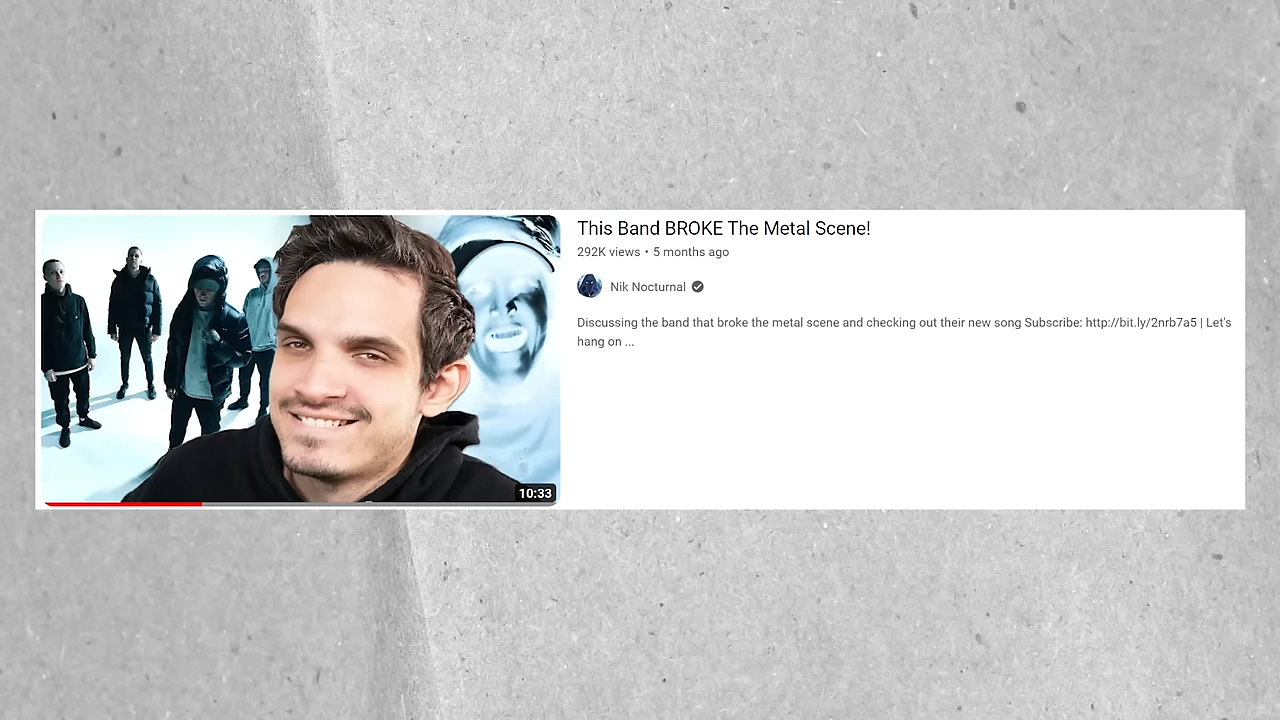 This Band BROKE The Metal Scene!
292K views • 5 months ago
Nik Nocturnal
Discussing the band that broke the metal scene and checking out their new song Subscribe: http://bit.ly/2nrb7a5 | Let's
hang on ...
10:33